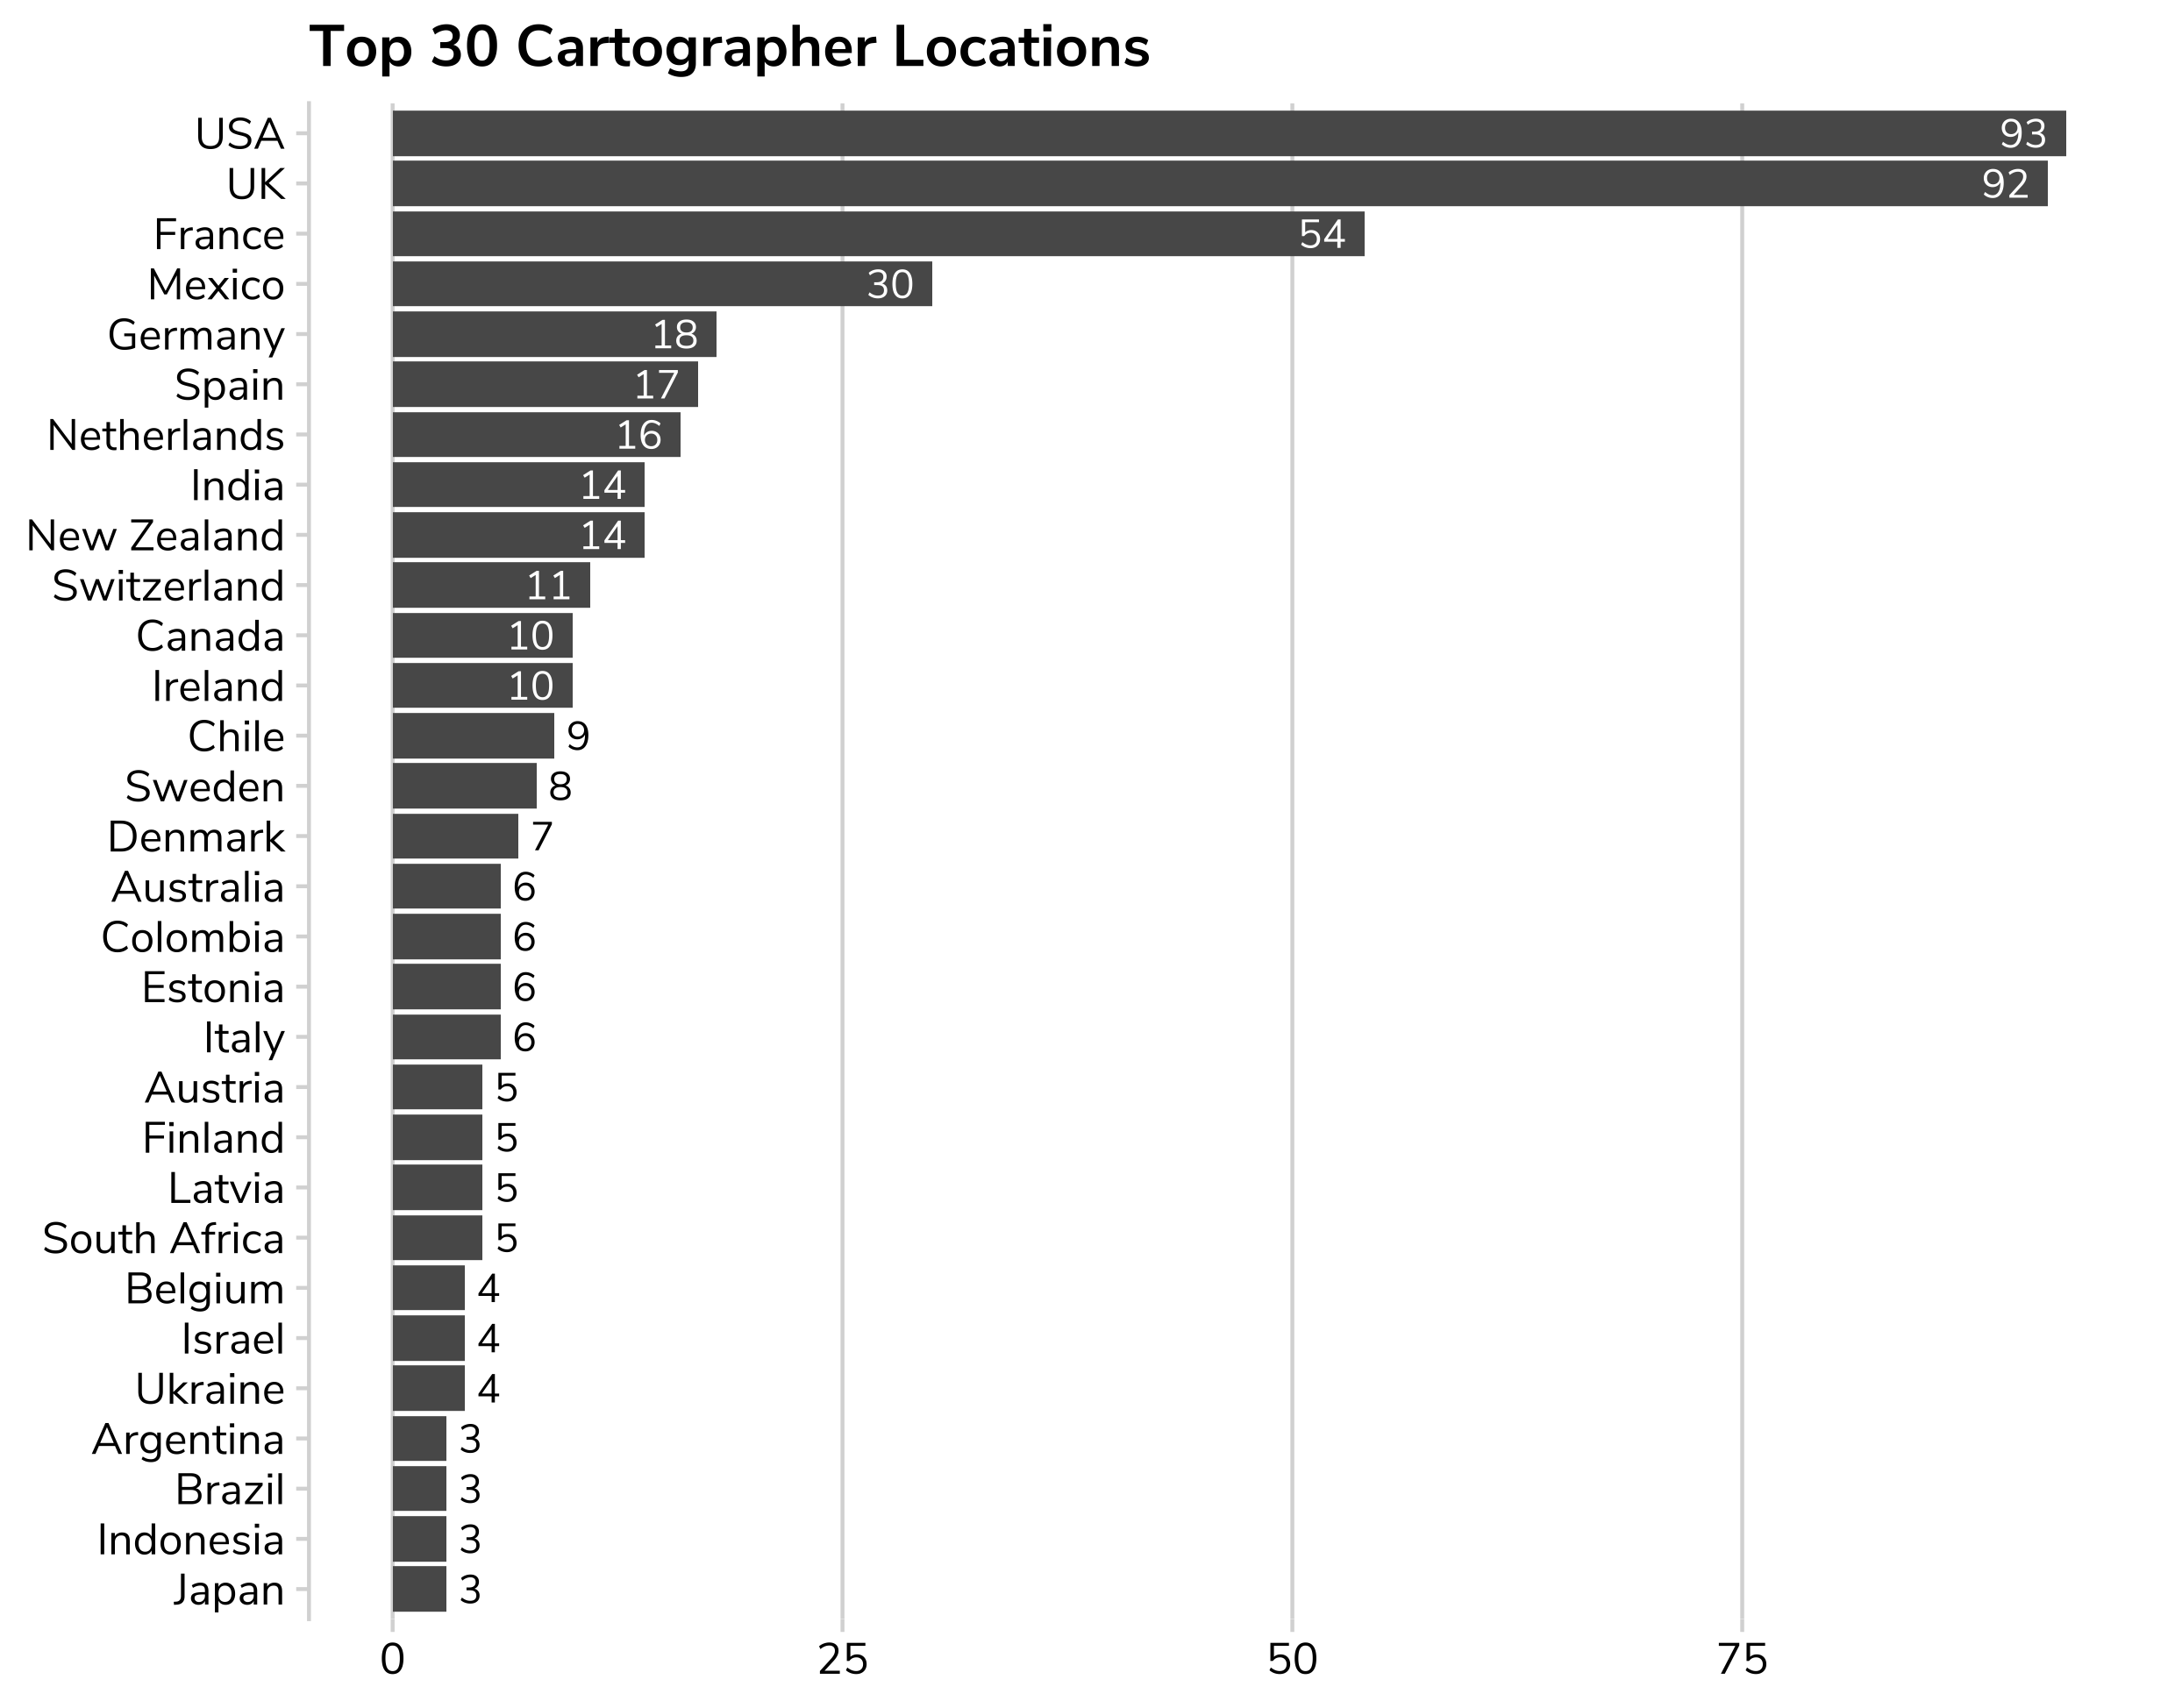 Top 30 Cartographer Locations
USA 93
UK 92
France 54
Mexico 30
Germany 18
Spain 17
Netherlands 16
India 14
New Zealand 14
Switzerland 11
Canada 10
Ireland 10
Chile 9
Sweden 8
Denmark 7
Australia 6
Colombia 6
Estonia 6
Italy 6
Austria 5
Finland 5
Latvia 5
South Africa 5
Belgium 4
Israel 4
Ukraine 4
Argentina 3
Brazil 3
Indonesia 3
Japan 3
0 25 50 75